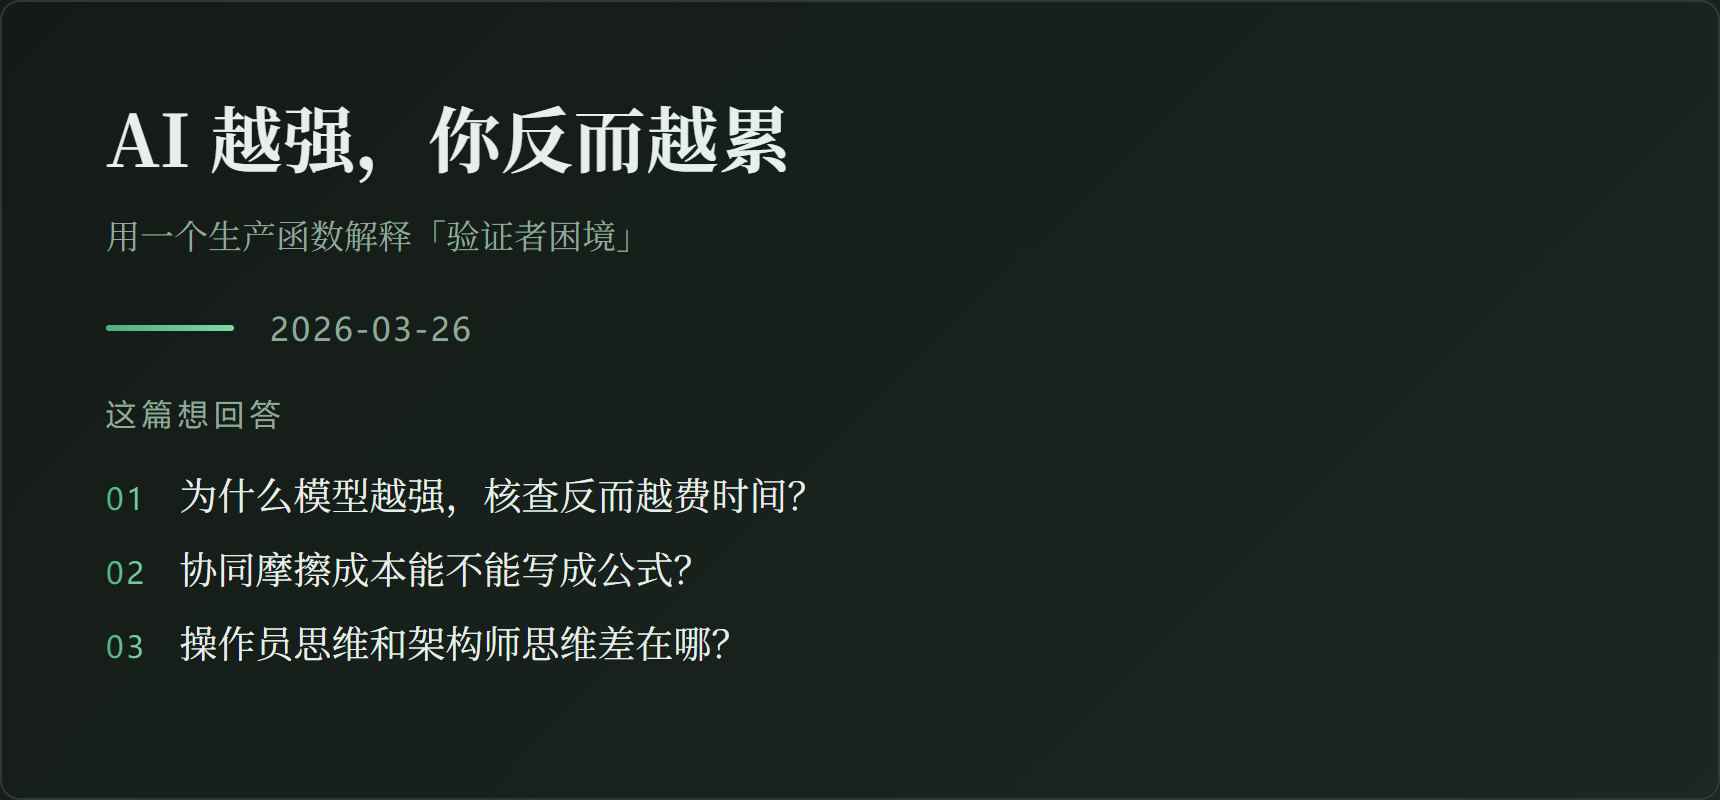 AI 越强，你反而越累
用一个生产函数解释「验证者困境」
2026-03-26
这篇想回答
01 为什么模型越强，核查反而越费时间？
02 协同摩擦成本能不能写成公式？
03 操作员思维和架构师思维差在哪？